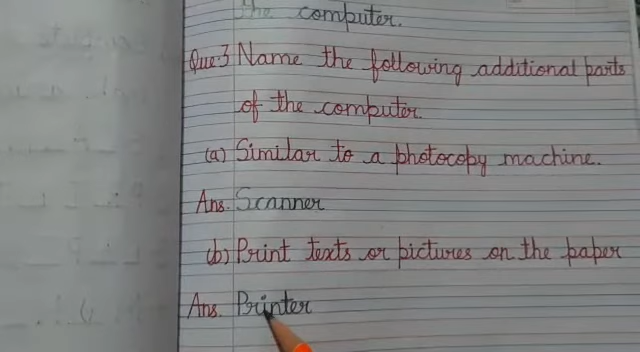 the computer.
Que.3 Name the following additional parts
of the computer.
(a) Similar to a photocopy machine.
Ans. Scanner
(b) Print texts or pictures on the paper
Ans. Printer